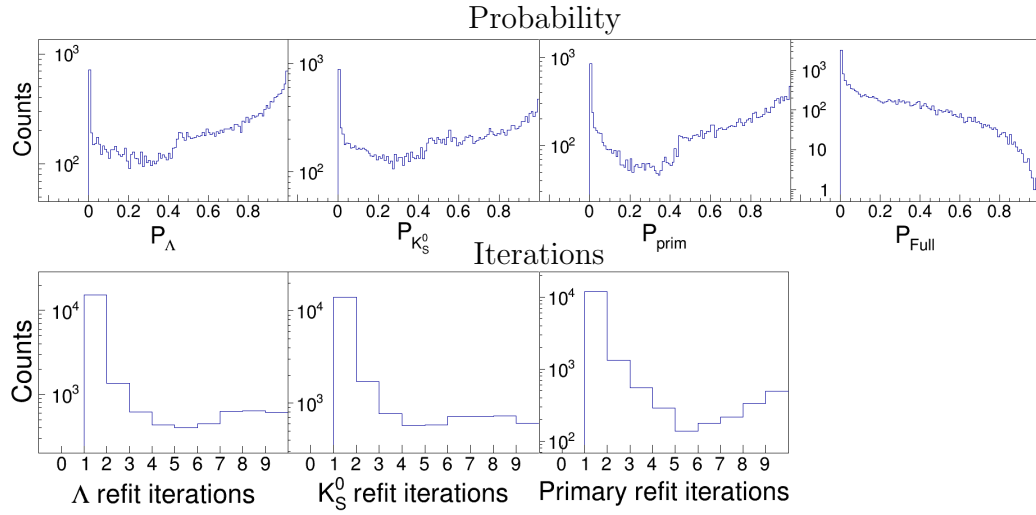 Probability
Counts
10³
10²
0 0.2 0.4 0.6 0.8
P_Λ
10³
10²
0 0.2 0.4 0.6 0.8
P_{K_S^0}
10³
10²
0 0.2 0.4 0.6 0.8
P_prim
10³
10²
10
1
0 0.2 0.4 0.6 0.8
P_Full
Iterations
Counts
10⁴
10³
0 1 2 3 4 5 6 7 8 9
Λ refit iterations
10⁴
10³
0 1 2 3 4 5 6 7 8 9
K_S^0 refit iterations
10⁴
10³
10²
0 1 2 3 4 5 6 7 8 9
Primary refit iterations